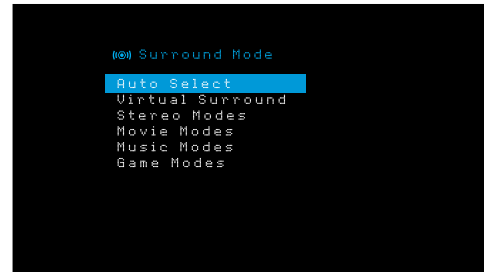 Surround Mode
Auto Select
Virtual Surround
Stereo Modes
Movie Modes
Music Modes
Game Modes